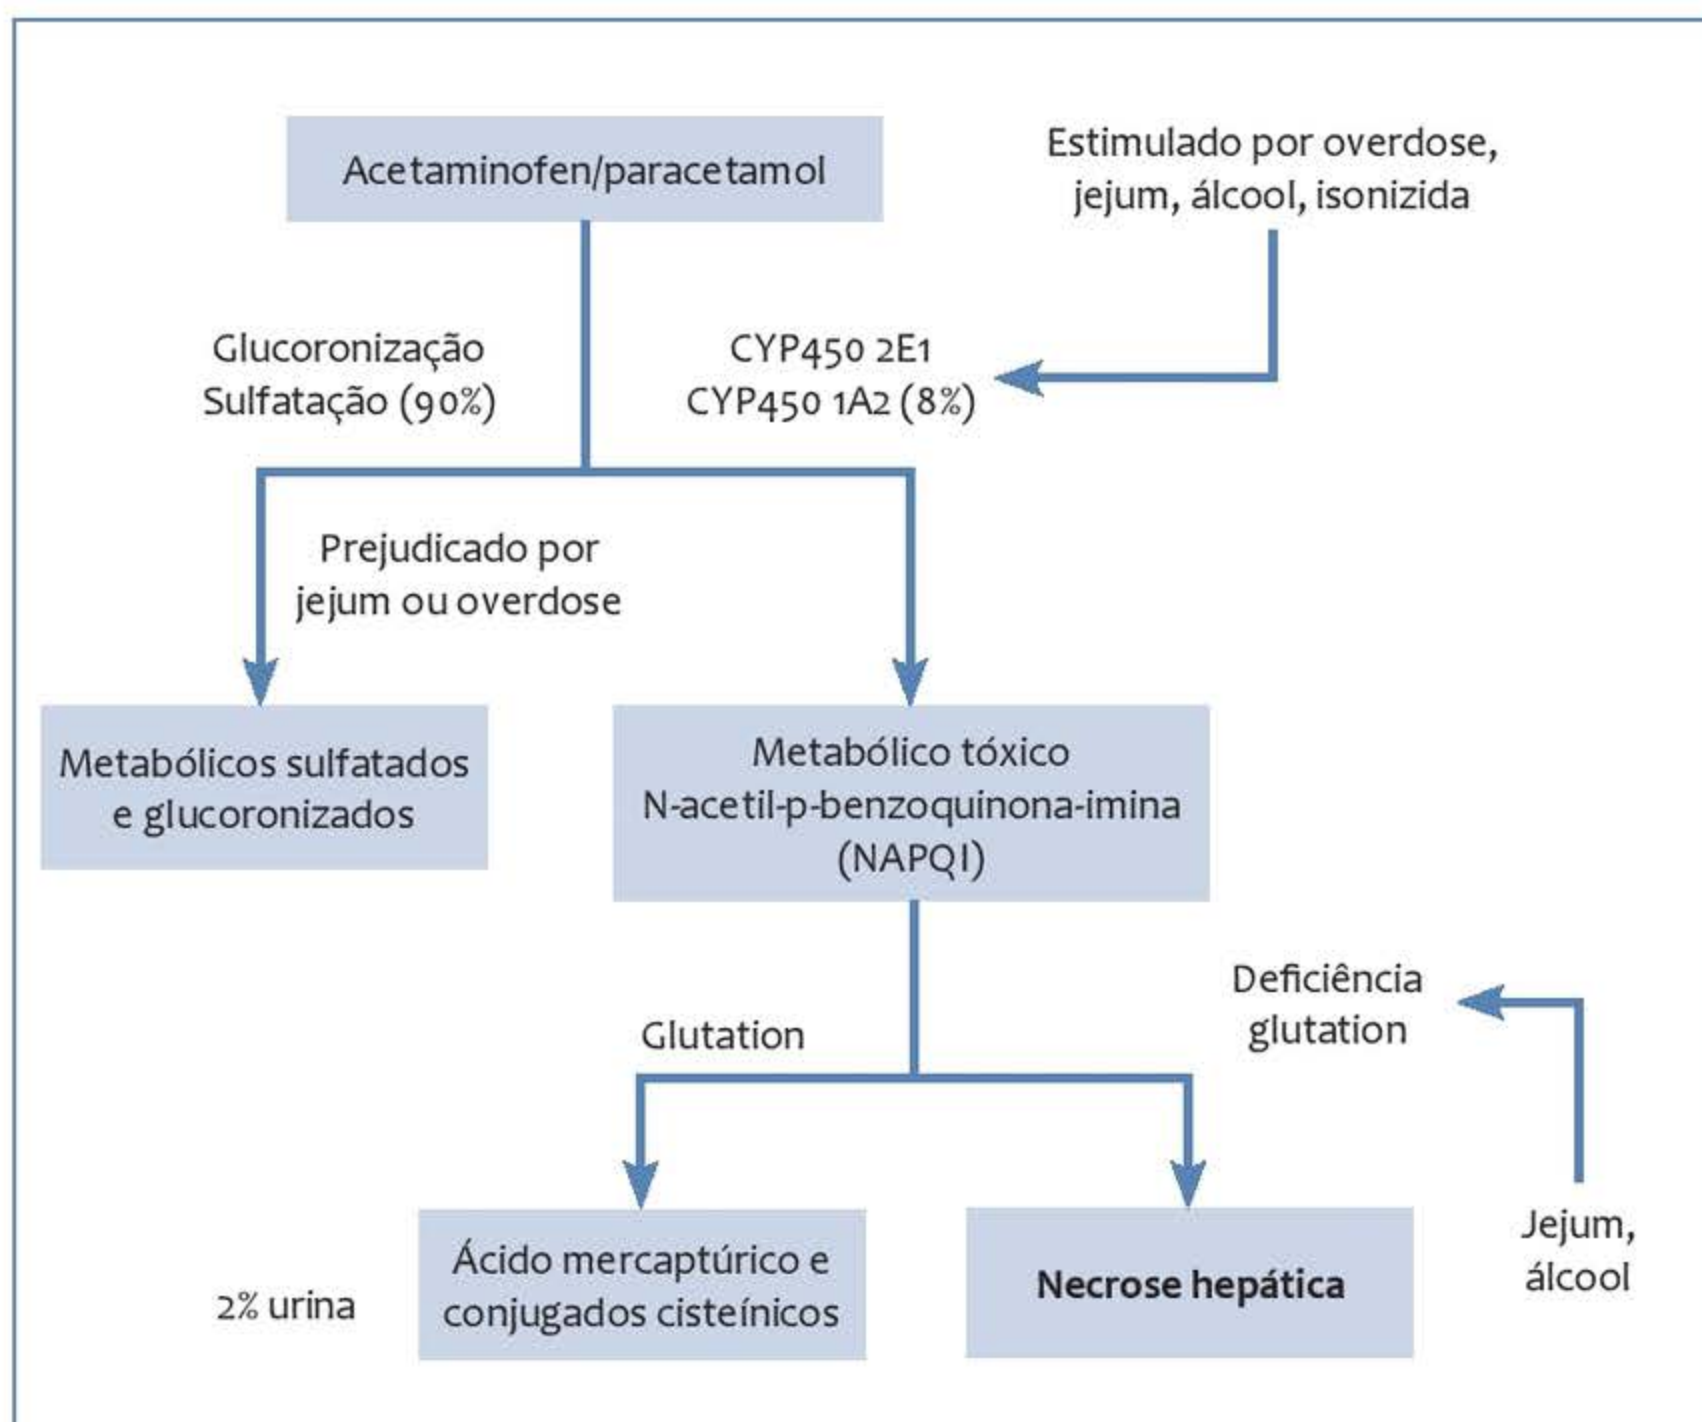 Acetaminofen/paracetamol
Estimulado por overdose,
jejum, álcool, isonizida
Glucoronização
Sulfatação (90%)
CYP450 2E1
CYP450 1A2 (8%)
Prejudicado por
jejum ou overdose
Metabólicos sulfatados
e glucoronizados
Metabólico tóxico
N-acetil-p-benzoquinona-imina
(NAPQI)
Glutation
Deficiência
glutation
Jejum,
álcool
2% urina
Ácido mercaptúrico e
conjugados cisteínicos
Necrose hepática